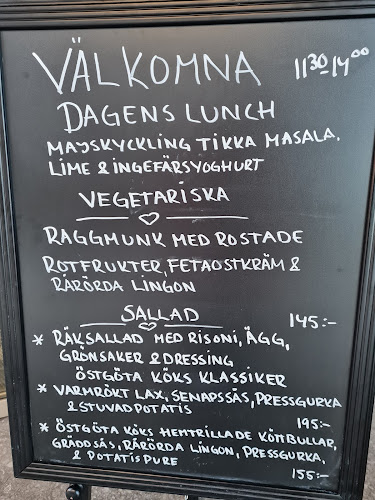 VÄLKOMNA 11³⁰-14⁰⁰
DAGENS LUNCH
MAJSKYCKLING TIKKA MASALA.
LIME & INGEFÄRSYOGHURT
VEGETARISKA
RAGGMUNK MED ROSTADE
ROTFRUKTER, FETAOSTKRÄM &
RÅRÖRDA LINGON
SALLAD 145:-
* RÄKSALLAD MED RISONI, ÄGG,
GRÖNSAKER & DRESSING
ÖSTGÖTA KÖKS KLASSIKER
* VARMRÖKT LAX, SENAPSSÅS, PRESSGURKA
& STUVAD POTATIS
195:-
* ÖSTGÖTA KÖKS HEMTRILLADE KÖTTBULLAR,
GRÄDDSÅS, RÅRÖRDA LINGON, PRESSGURKA,
& POTATISPURE
155:-